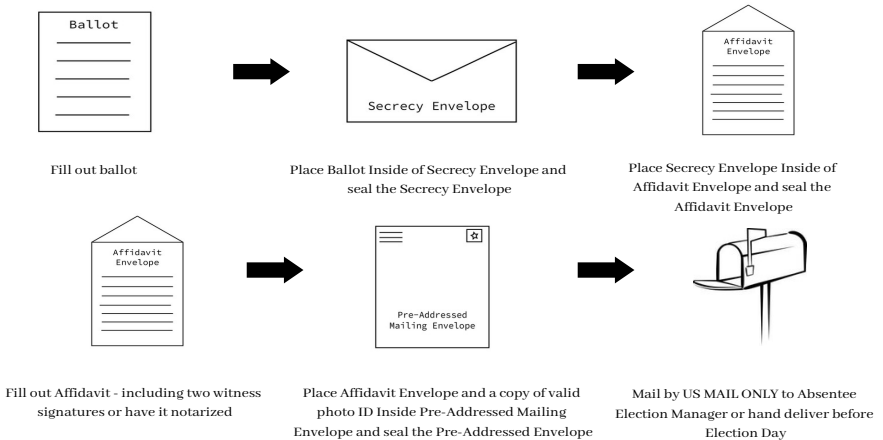 Ballot
Secrecy Envelope
Affidavit
Envelope
Fill out ballot
Place Ballot Inside of Secrecy Envelope and
seal the Secrecy Envelope
Place Secrecy Envelope Inside of
Affidavit Envelope and seal the
Affidavit Envelope
Affidavit
Envelope
Pre-Addressed
Mailing Envelope
Fill out Affidavit - including two witness
signatures or have it notarized
Place Affidavit Envelope and a copy of valid
photo ID Inside Pre-Addressed Mailing
Envelope and seal the Pre-Addressed Envelope
Mail by US MAIL ONLY to Absentee
Election Manager or hand deliver before
Election Day